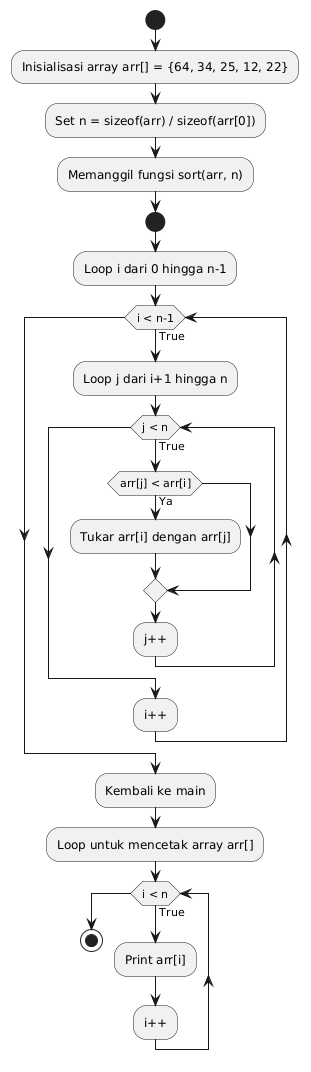 Inisialisasi array arr[] = {64, 34, 25, 12, 22}
Set n = sizeof(arr) / sizeof(arr[0])
Memanggil fungsi sort(arr, n)
Loop i dari 0 hingga n-1
i < n-1
True
Loop j dari i+1 hingga n
j < n
True
arr[j] < arr[i]
Ya
Tukar arr[i] dengan arr[j]
j++
i++
Kembali ke main
Loop untuk mencetak array arr[]
i < n
True
Print arr[i]
i++